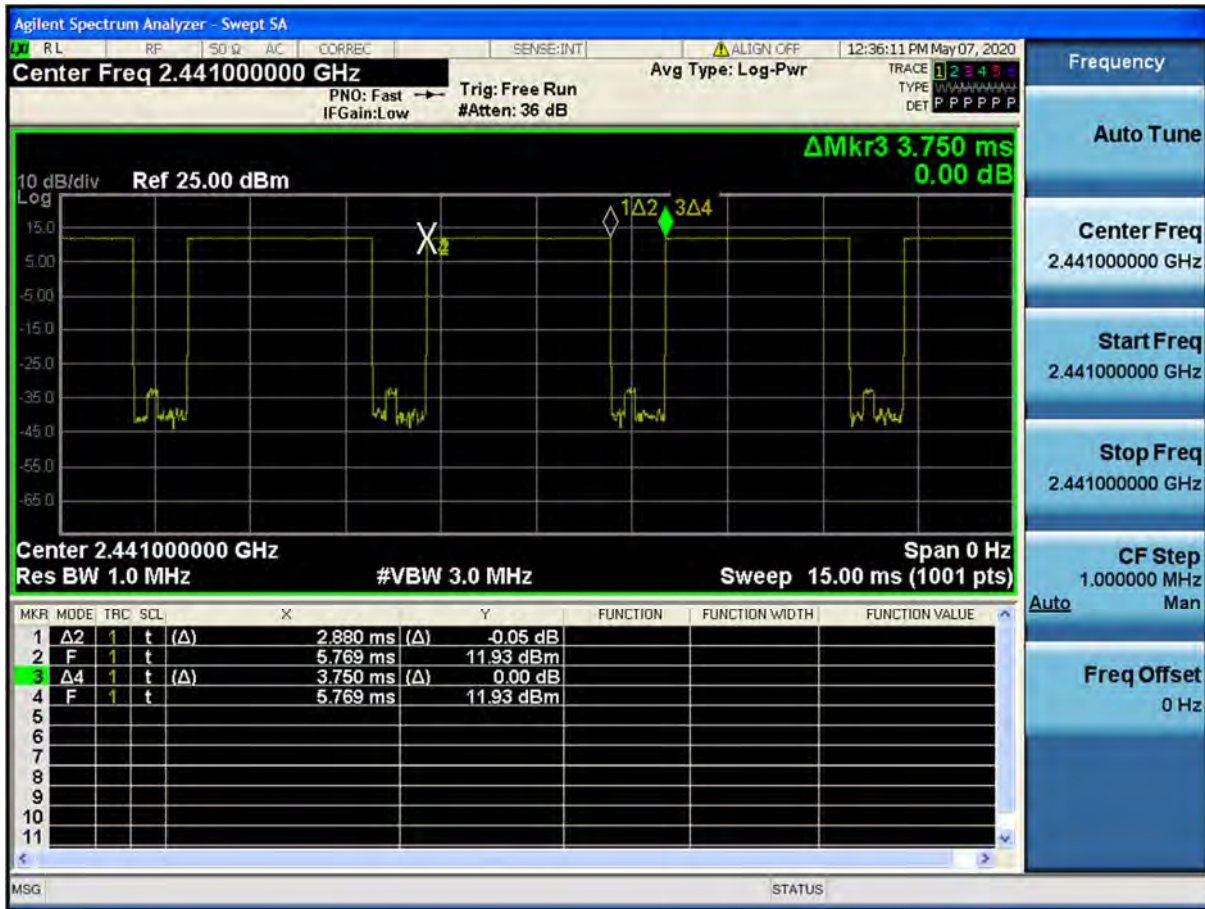 Agilent Spectrum Analyzer - Swept SA
LXI RL RF 50 Ω AC CORREC SENSE:INT ALIGN OFF 12:36:11 PM May 07, 2020
Center Freq 2.441000000 GHz
Avg Type: Log-Pwr
TRACE 1 2 3 4 5 6
TYPE
DET P P P P P P
PNO: Fast
IFGain:Low
Trig: Free Run
#Atten: 36 dB
ΔMkr3 3.750 ms
0.00 dB
10 dB/div Ref 25.00 dBm
Log
1Δ2 3Δ4
X
15.0
5.00
-5.00
-15.0
-25.0
-35.0
-45.0
-55.0
-65.0
Center 2.441000000 GHz Span 0 Hz
Res BW 1.0 MHz #VBW 3.0 MHz Sweep 15.00 ms (1001 pts)
MKR MODE TRC SCL X Y FUNCTION FUNCTION WIDTH FUNCTION VALUE
1 Δ2 1 t (Δ) 2.880 ms (Δ) -0.05 dB
2 F 1 t 5.769 ms 11.93 dBm
3 Δ4 1 t (Δ) 3.750 ms (Δ) 0.00 dB
4 F 1 t 5.769 ms 11.93 dBm
5
6
7
8
9
10
11
MSG STATUS
Frequency
Auto Tune
Center Freq
2.441000000 GHz
Start Freq
2.441000000 GHz
Stop Freq
2.441000000 GHz
CF Step
1.000000 MHz
Auto Man
Freq Offset
0 Hz